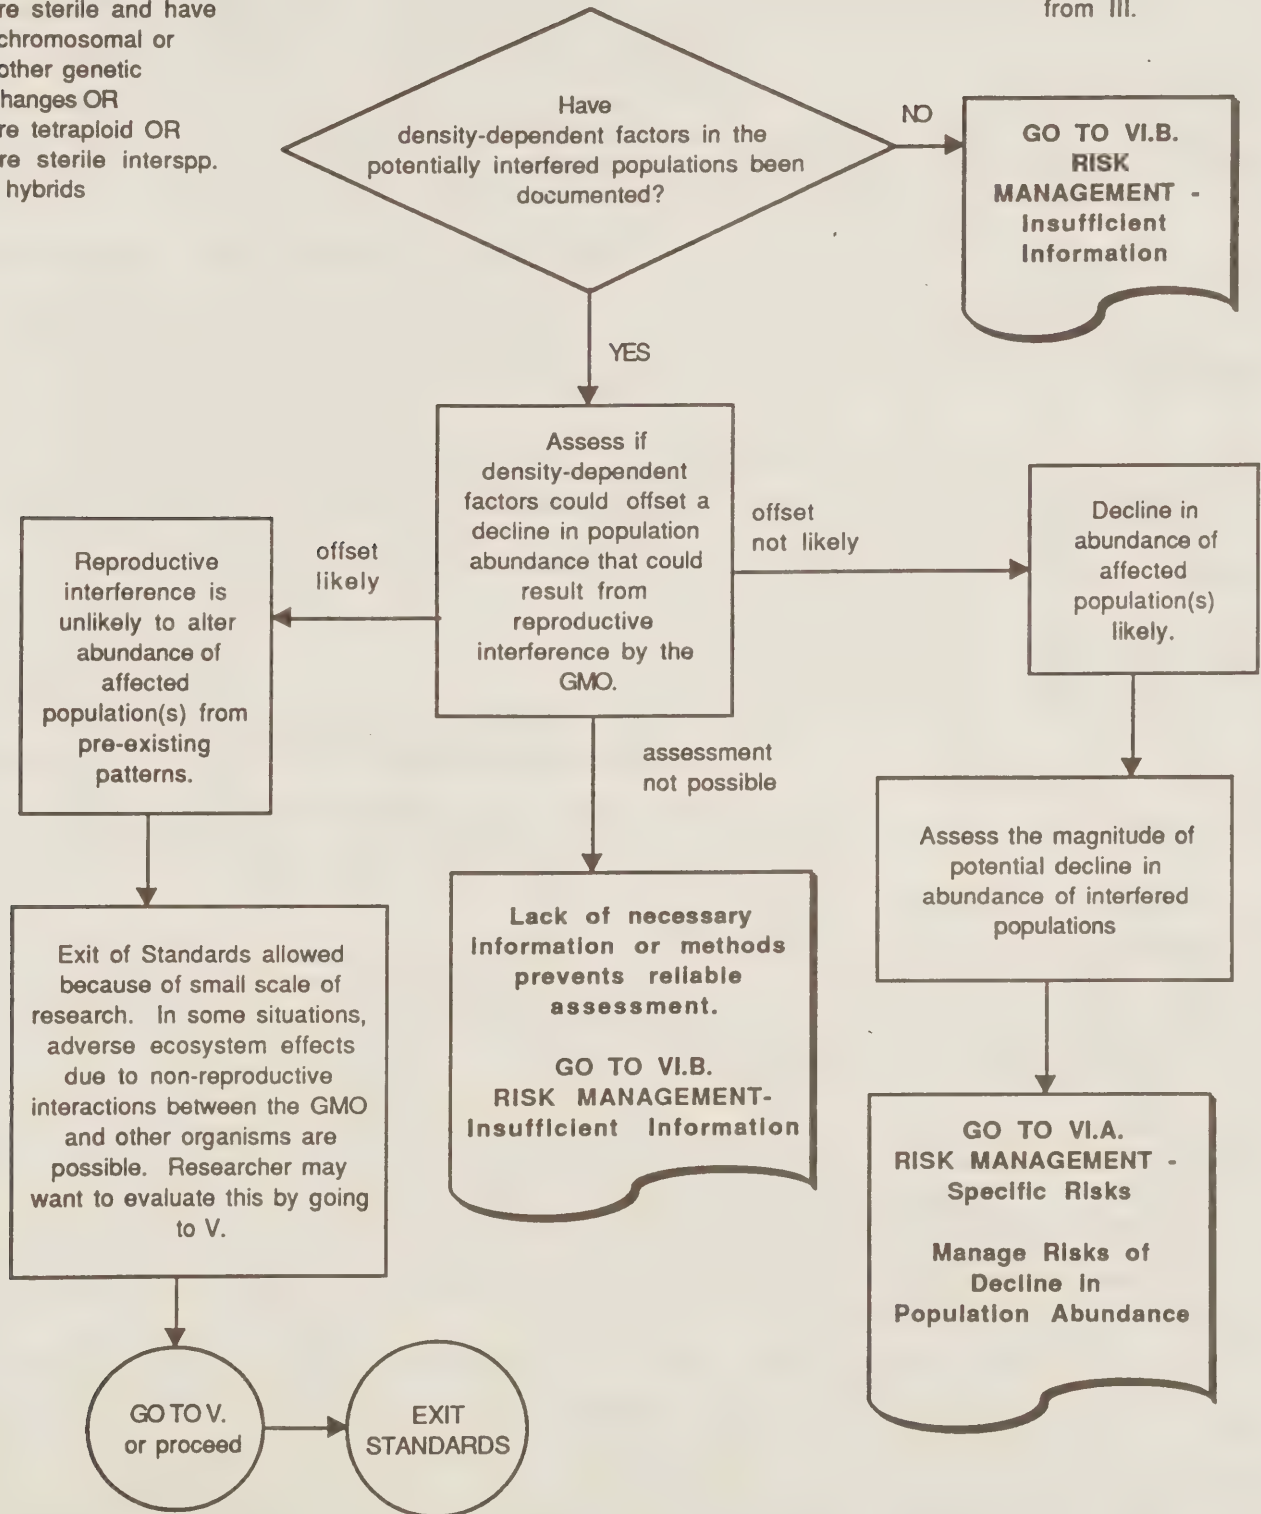 re sterile and have
chromosomal or
other genetic
hanges OR
re tetraploid OR
re sterile interspp.
hybrids
from III.
Have
density-dependent factors in the
potentially interfered populations been
documented?
NO
GO TO VI.B.
RISK
MANAGEMENT -
Insufficient
Information
YES
Assess if
density-dependent
factors could offset a
decline in population
abundance that could
result from
reproductive
interference by the
GMO.
offset
likely
offset
not likely
Reproductive
interference is
unlikely to alter
abundance of
affected
population(s) from
pre-existing
patterns.
Decline in
abundance of
affected
population(s)
likely.
assessment
not possible
Assess the magnitude of
potential decline in
abundance of interfered
populations
Lack of necessary
Information or methods
prevents reliable
assessment.
GO TO VI.B.
RISK MANAGEMENT-
Insufficient Information
Exit of Standards allowed
because of small scale of
research. In some situations,
adverse ecosystem effects
due to non-reproductive
interactions between the GMO
and other organisms are
possible. Researcher may
want to evaluate this by going
to V.
GO TO VI.A.
RISK MANAGEMENT -
Specific Risks
Manage Risks of
Decline in
Population Abundance
GO TO V.
or proceed
EXIT
STANDARDS